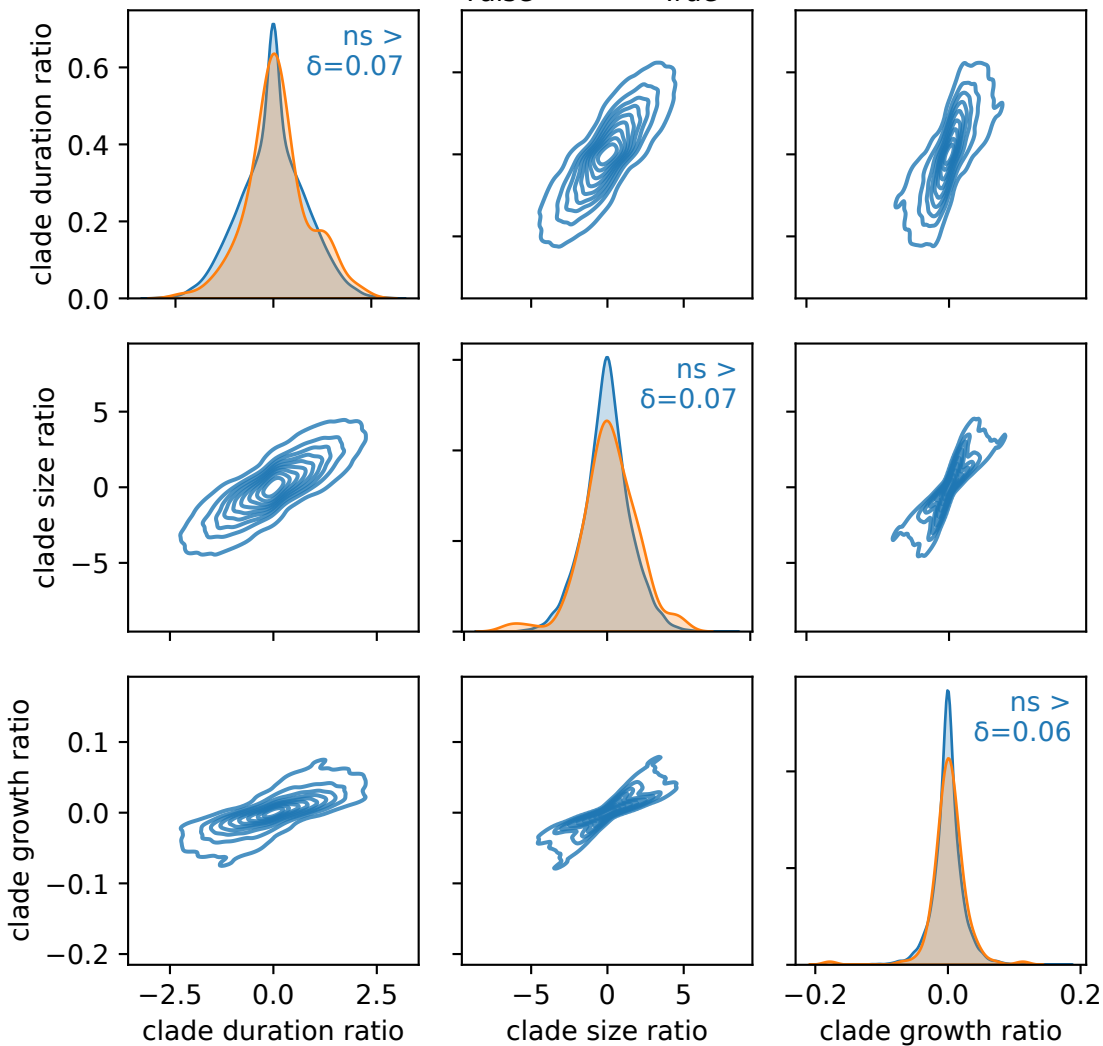 True
clade duration ratio
0.6
0.4
0.2
0.0
ns >
δ=0.07
clade size ratio
5
0
−5
ns >
δ=0.07
clade growth ratio
0.1
0.0
−0.1
−0.2
ns >
δ=0.06
−2.5 0.0 2.5
−5 0 5
−0.2 0.0 0.2
clade duration ratio
clade size ratio
clade growth ratio